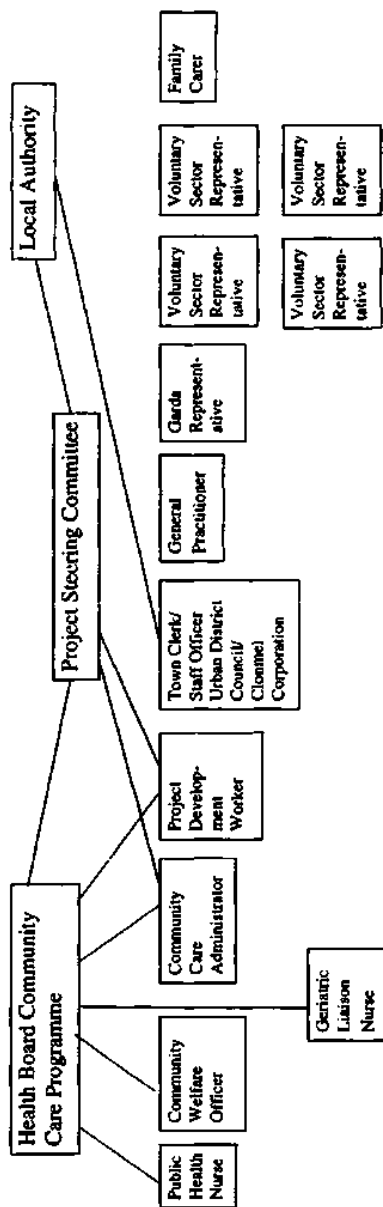 Health Board Community
Care Programme
Project Steering Committee
Local Authority
Public
Health
Nurse
Community
Welfare
Officer
Community
Care
Administrator
Project
Develop-
ment
Worker
Town Clerk/
Staff Officer
Urban District
Council/
Clonmel
Corporation
General
Practitioner
Garda
Represent-
ative
Voluntary
Sector
Represen-
tative
Voluntary
Sector
Represen-
tative
Family
Carer
Geriatric
Liaison
Nurse
Voluntary
Sector
Represen-
tative
Voluntary
Sector
Represen-
tative